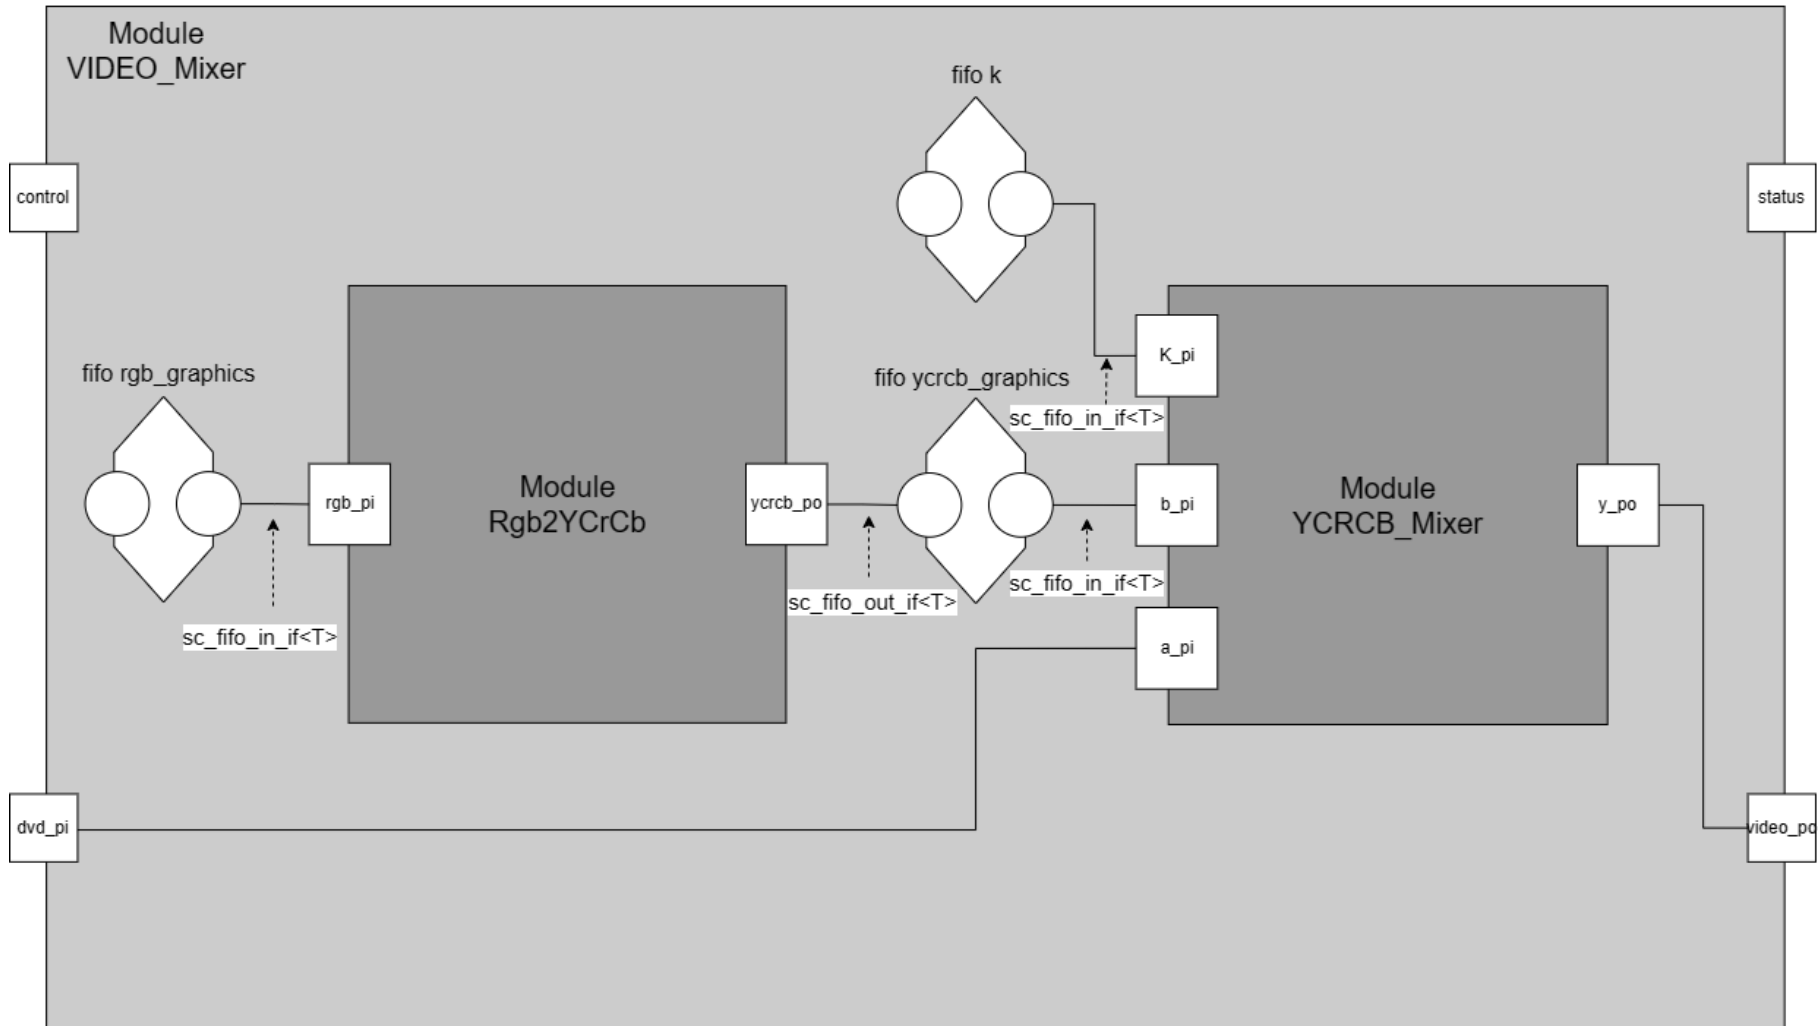 Module
VIDEO_Mixer
fifo k
control
status
K_pi
fifo rgb_graphics
fifo ycrcb_graphics
sc_fifo_in_if<T>
rgb_pi
Module
Rgb2YCrCb
ycrcb_po
b_pi
Module
YCRCB_Mixer
y_po
sc_fifo_in_if<T>
sc_fifo_out_if<T>
sc_fifo_in_if<T>
a_pi
dvd_pi
video_po